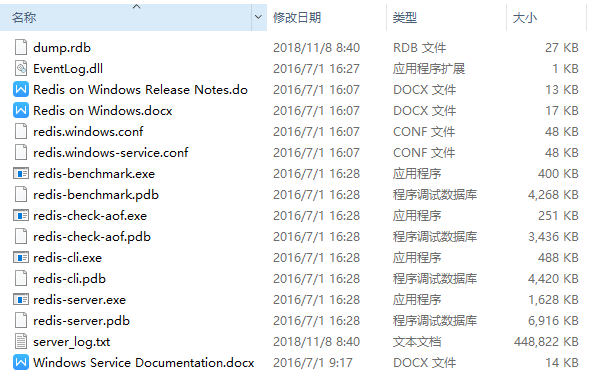 名称 修改日期 类型 大小
dump.rdb 2018/11/8 8:40 RDB 文件 27 KB
EventLog.dll 2016/7/1 16:27 应用程序扩展 1 KB
Redis on Windows Release Notes.do 2016/7/1 16:07 DOCX 文件 13 KB
Redis on Windows.docx 2016/7/1 16:07 DOCX 文件 17 KB
redis.windows.conf 2016/7/1 16:07 CONF 文件 48 KB
redis.windows-service.conf 2016/7/1 16:07 CONF 文件 48 KB
redis-benchmark.exe 2016/7/1 16:28 应用程序 400 KB
redis-benchmark.pdb 2016/7/1 16:28 程序调试数据库 4,268 KB
redis-check-aof.exe 2016/7/1 16:28 应用程序 251 KB
redis-check-aof.pdb 2016/7/1 16:28 程序调试数据库 3,436 KB
redis-cli.exe 2016/7/1 16:28 应用程序 488 KB
redis-cli.pdb 2016/7/1 16:28 程序调试数据库 4,420 KB
redis-server.exe 2016/7/1 16:28 应用程序 1,628 KB
redis-server.pdb 2016/7/1 16:28 程序调试数据库 6,916 KB
server_log.txt 2018/11/8 8:40 文本文档 448,822 KB
Windows Service Documentation.docx 2016/7/1 9:17 DOCX 文件 14 KB